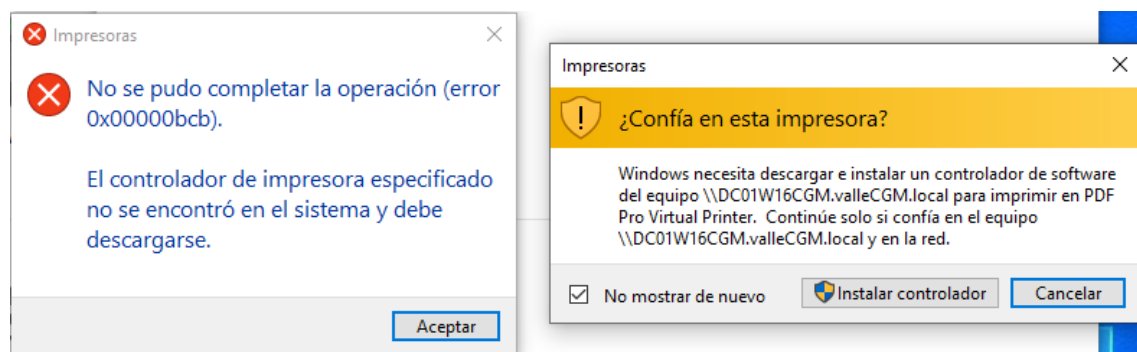 Impresoras
No se pudo completar la operación (error
0x00000bcb).
El controlador de impresora especificado
no se encontró en el sistema y debe
descargarse.
Aceptar
Impresoras
¿Confía en esta impresora?
Windows necesita descargar e instalar un controlador de software
del equipo \\DC01W16CGM.valleCGM.local para imprimir en PDF
Pro Virtual Printer. Continúe solo si confía en el equipo
\\DC01W16CGM.valleCGM.local y en la red.
No mostrar de nuevo
Instalar controlador
Cancelar